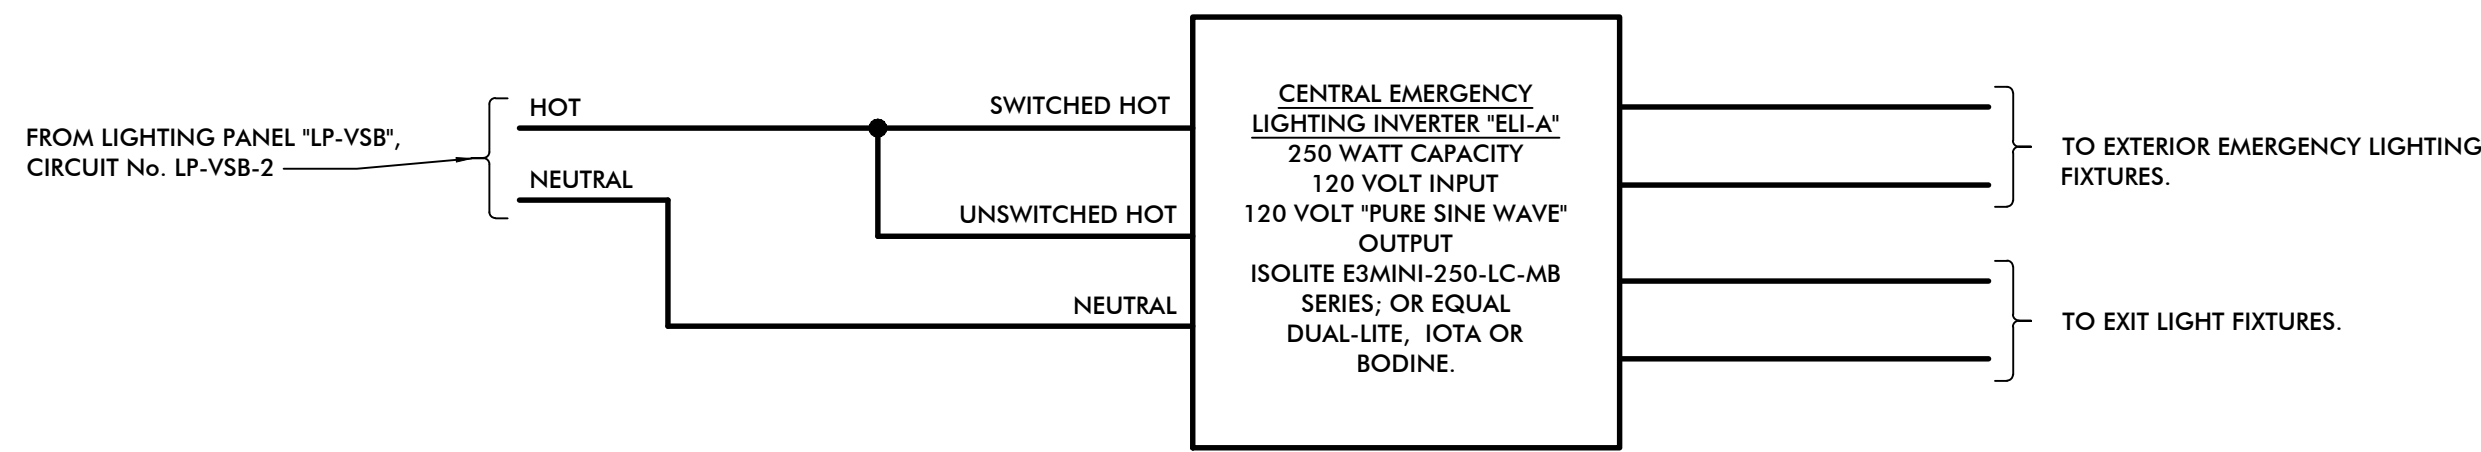 FROM LIGHTING PANEL "LP-VSB",
CIRCUIT No. LP-VSB-2
HOT
NEUTRAL
SWITCHED HOT
UNSWITCHED HOT
NEUTRAL
CENTRAL EMERGENCY
LIGHTING INVERTER "ELI-A"
250 WATT CAPACITY
120 VOLT INPUT
120 VOLT "PURE SINE WAVE"
OUTPUT
ISOLITE E3MINI-250-LC-MB
SERIES; OR EQUAL
DUAL-LITE, IOTA OR
BODINE.
TO EXTERIOR EMERGENCY LIGHTING
FIXTURES.
TO EXIT LIGHT FIXTURES.